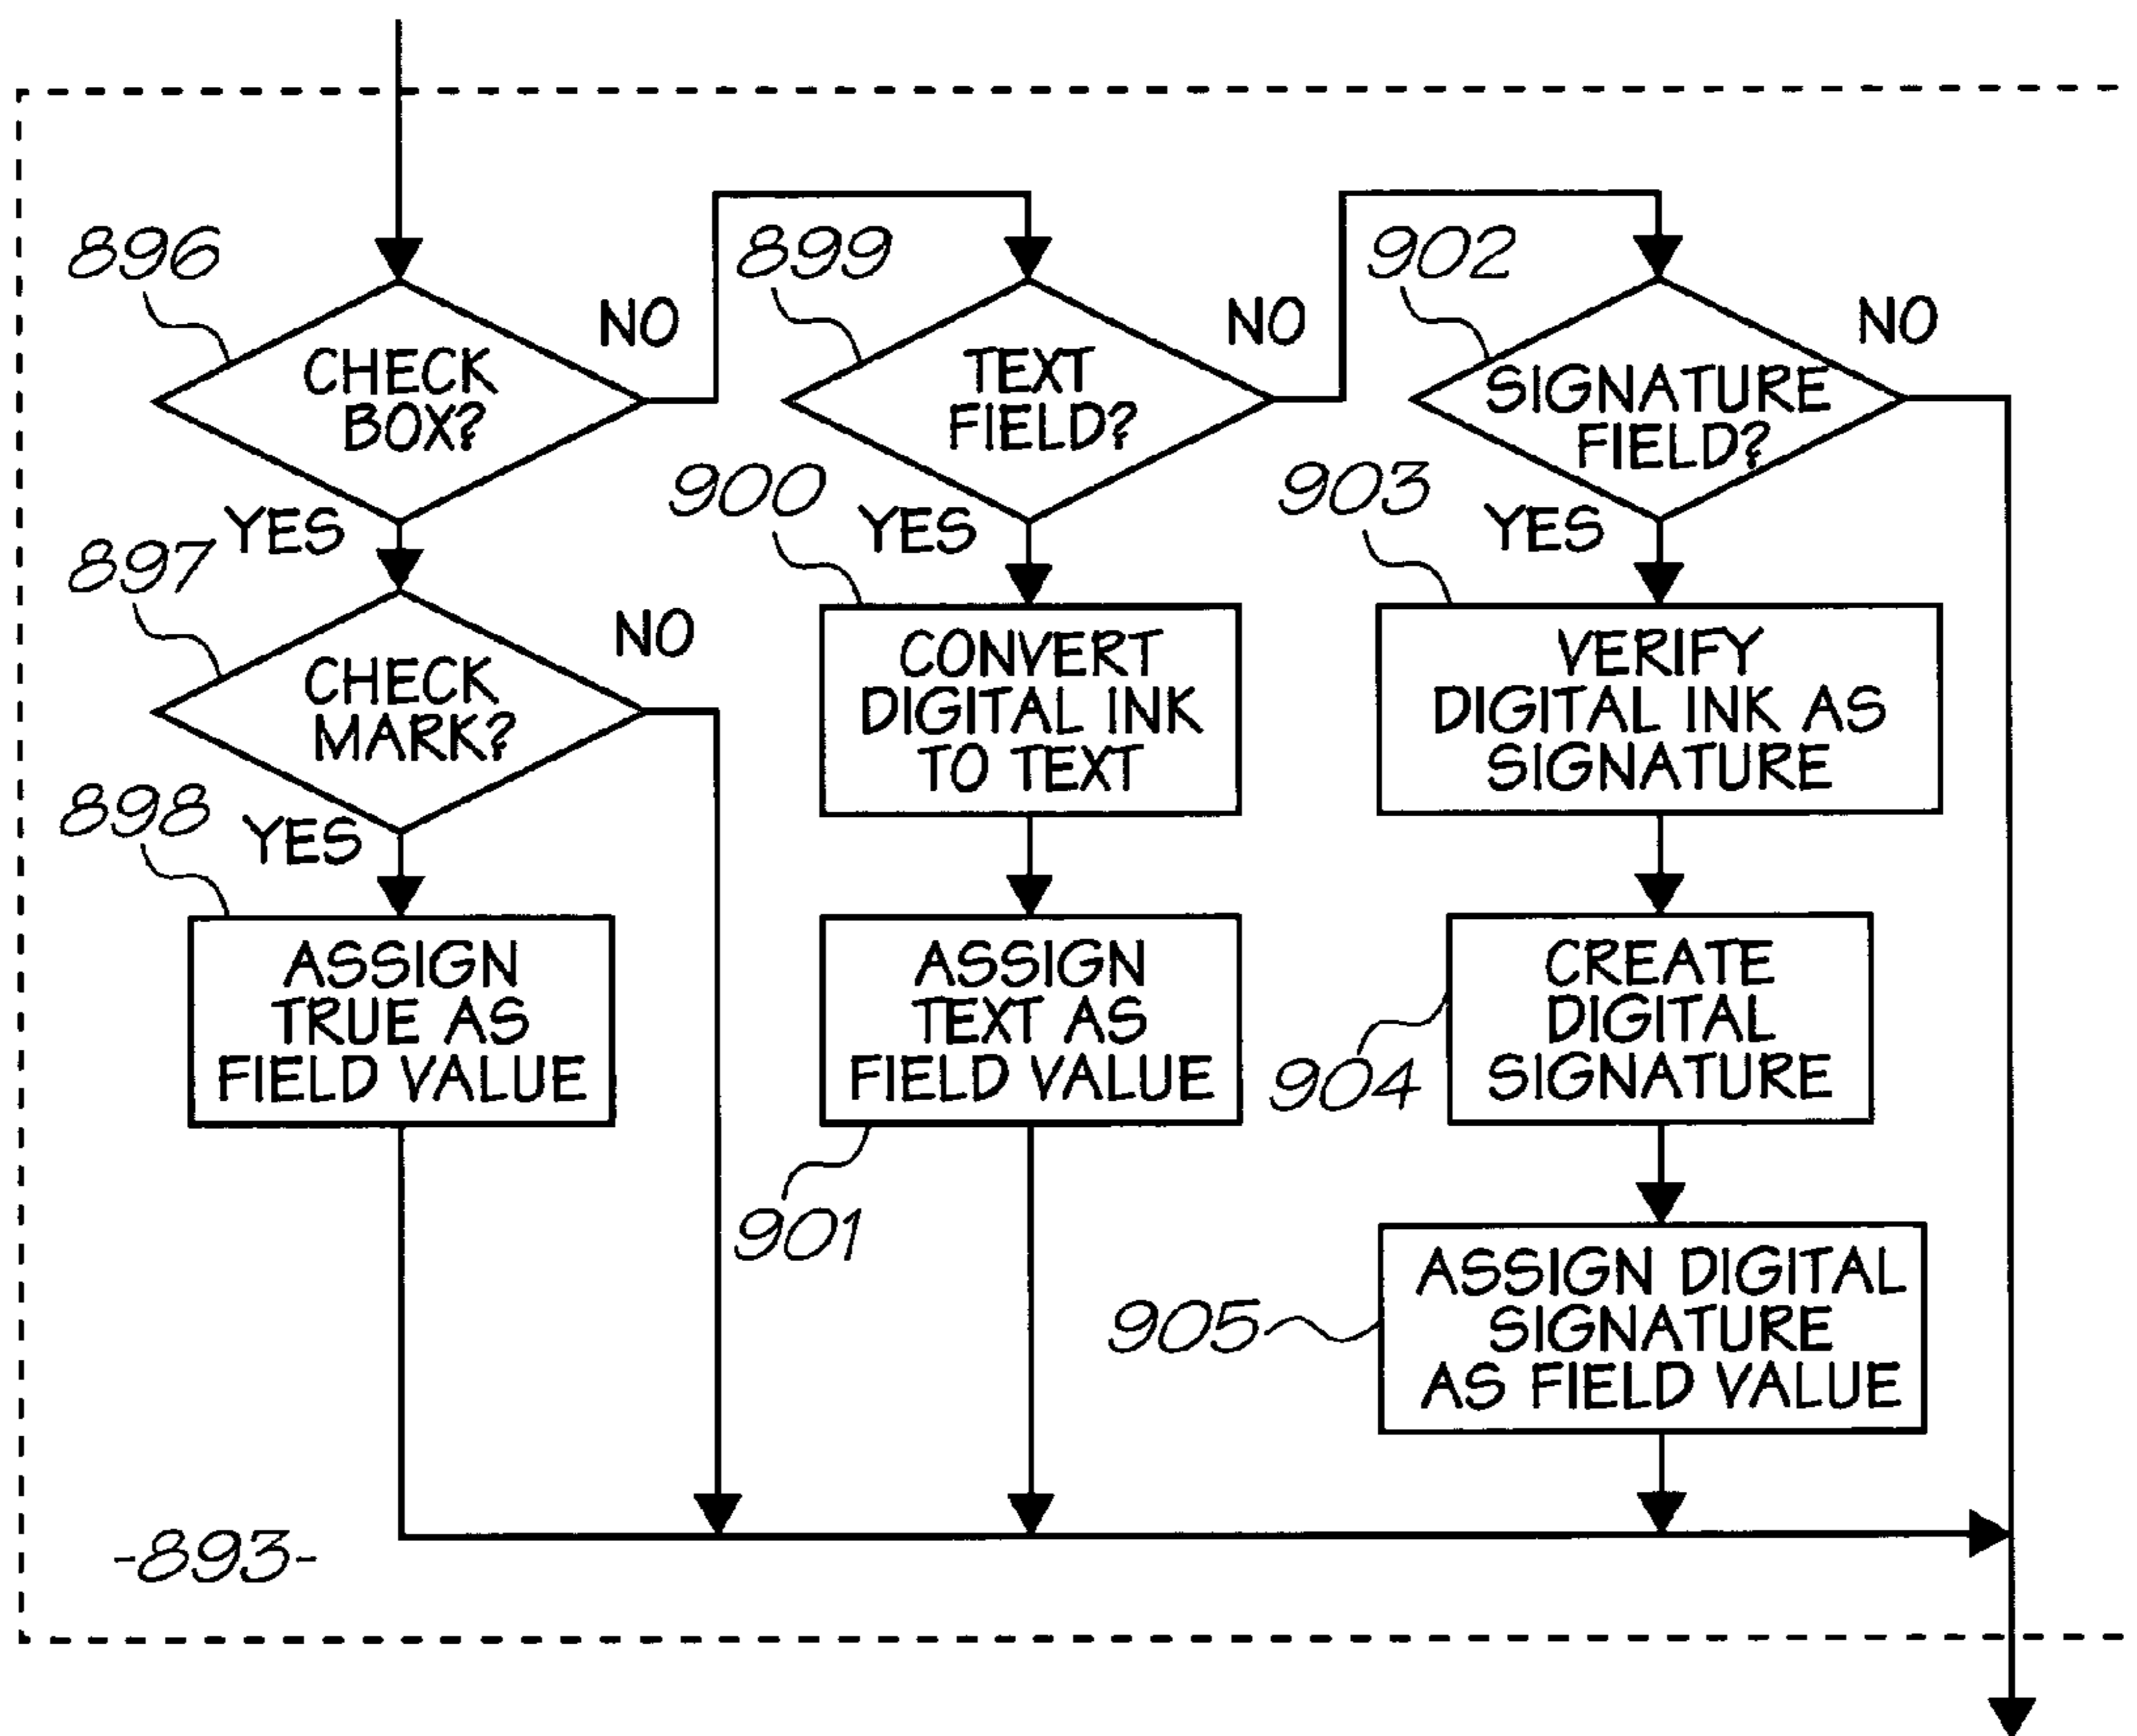 896
CHECK
BOX?
NO
YES
897
CHECK
MARK?
NO
YES
898
ASSIGN
TRUE AS
FIELD VALUE
899
TEXT
FIELD?
NO
YES
900
CONVERT
DIGITAL INK
TO TEXT
ASSIGN
TEXT AS
FIELD VALUE
901
902
SIGNATURE
FIELD?
NO
YES
903
VERIFY
DIGITAL INK AS
SIGNATURE
CREATE
DIGITAL
SIGNATURE
904
ASSIGN DIGITAL
SIGNATURE
AS FIELD VALUE
905
-893-